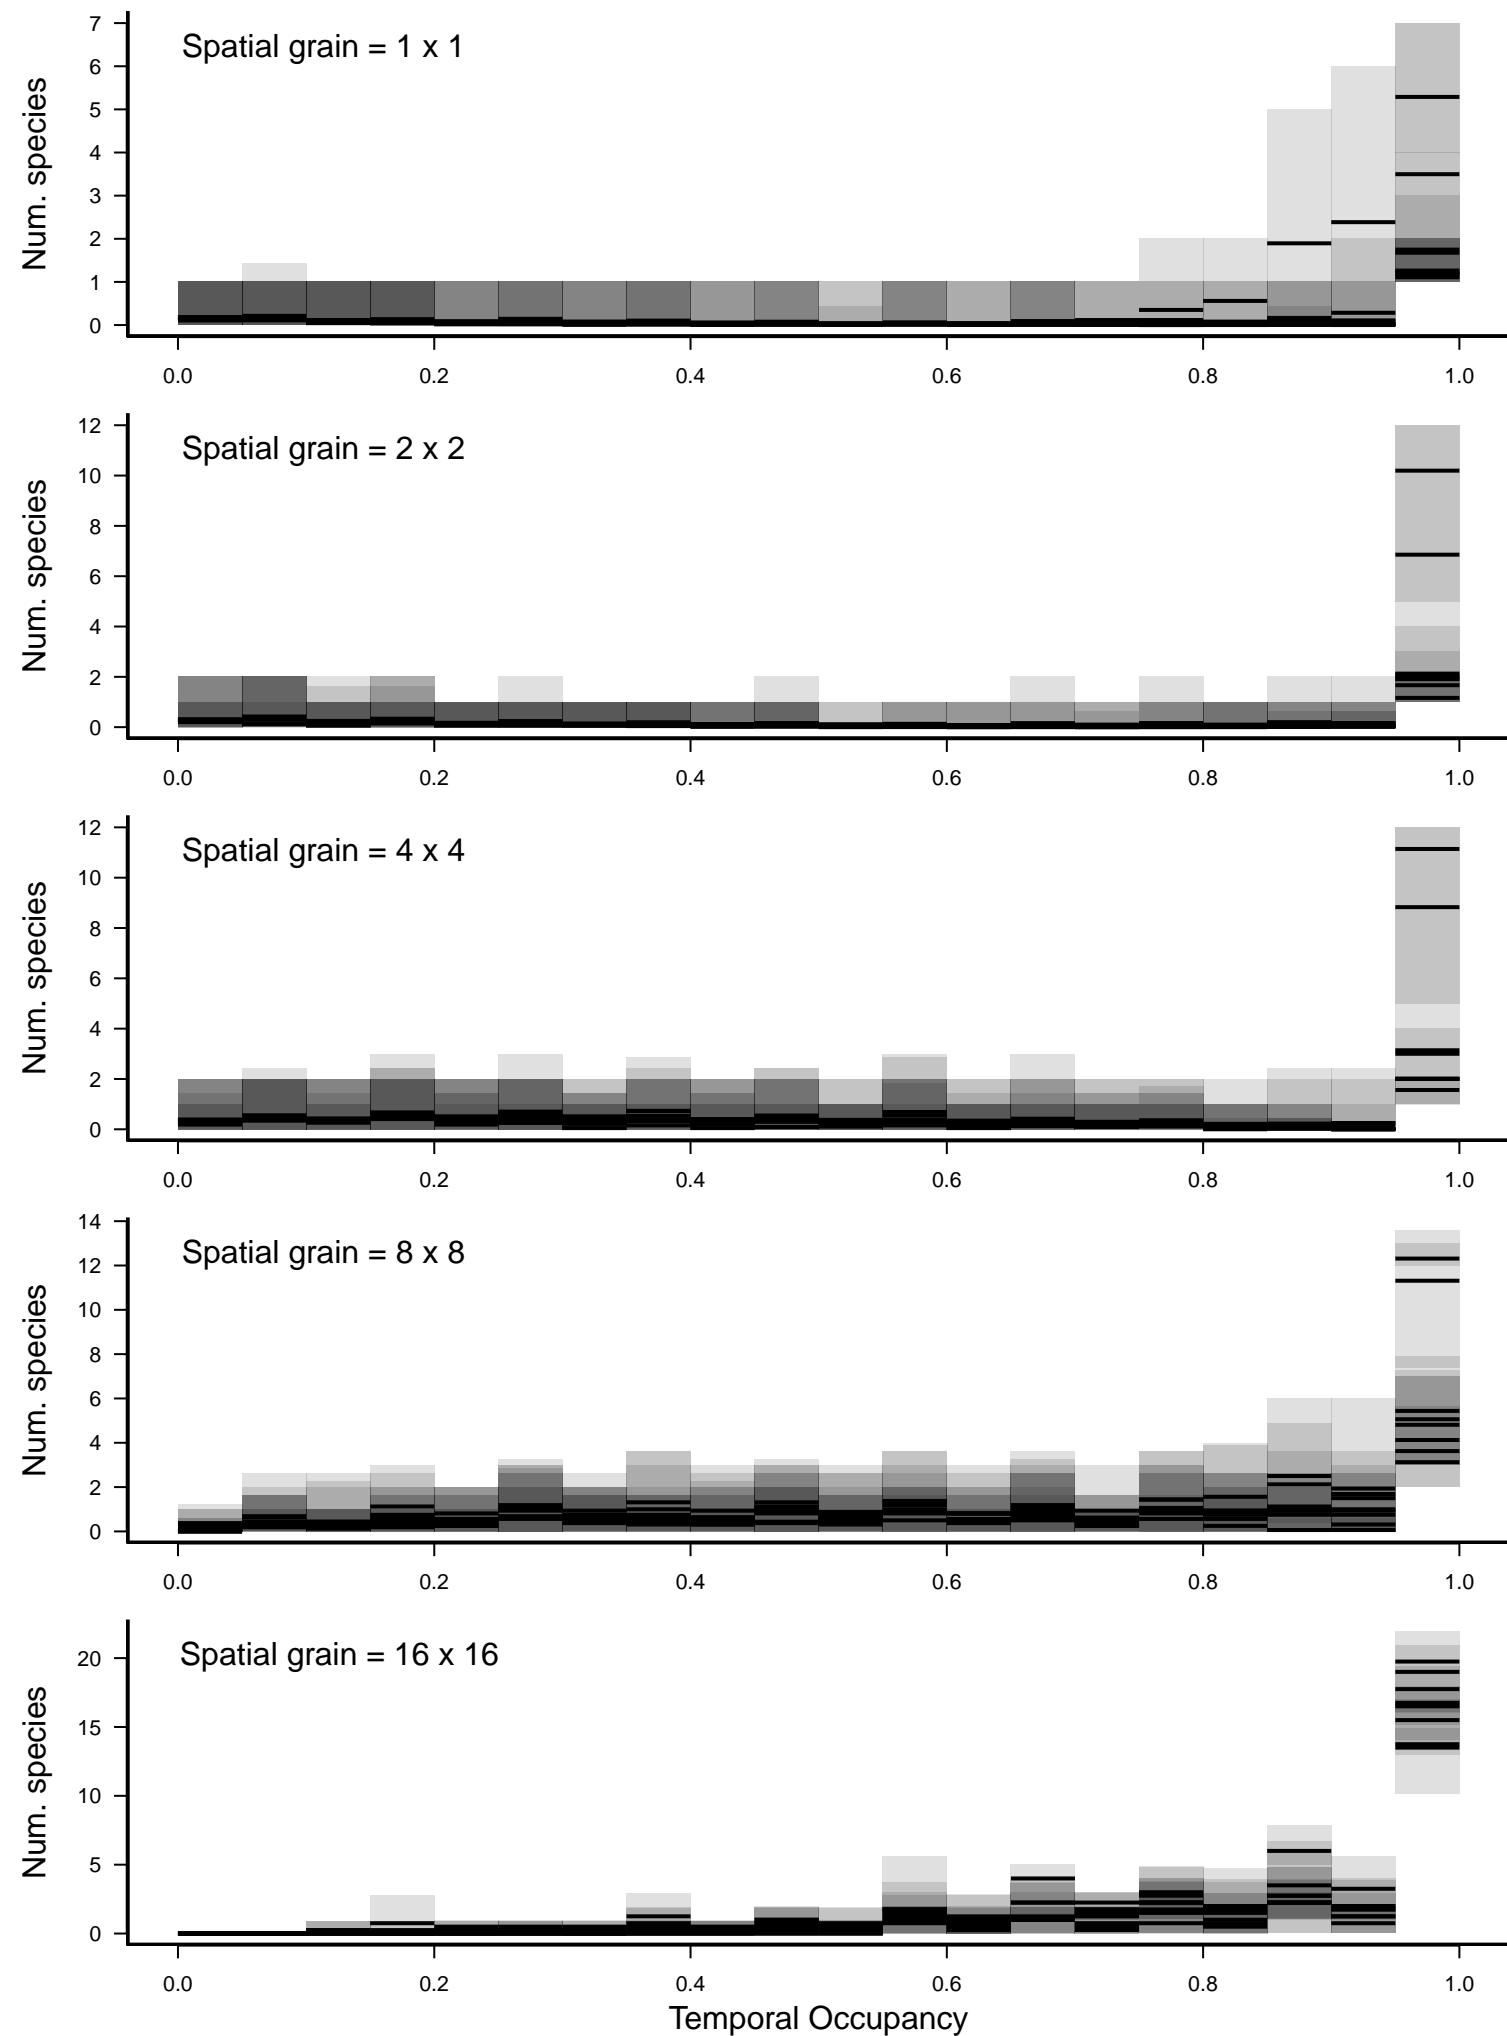 Spatial grain = 1 x 1
Num. species
7
6
5
4
3
2
1
0
0.0 0.2 0.4 0.6 0.8 1.0
Spatial grain = 2 x 2
Num. species
12
10
8
6
4
2
0
0.0 0.2 0.4 0.6 0.8 1.0
Spatial grain = 4 x 4
Num. species
12
10
8
6
4
2
0
0.0 0.2 0.4 0.6 0.8 1.0
Spatial grain = 8 x 8
Num. species
14
12
10
8
6
4
2
0
0.0 0.2 0.4 0.6 0.8 1.0
Spatial grain = 16 x 16
Num. species
20
15
10
5
0
0.0 0.2 0.4 0.6 0.8 1.0
Temporal Occupancy